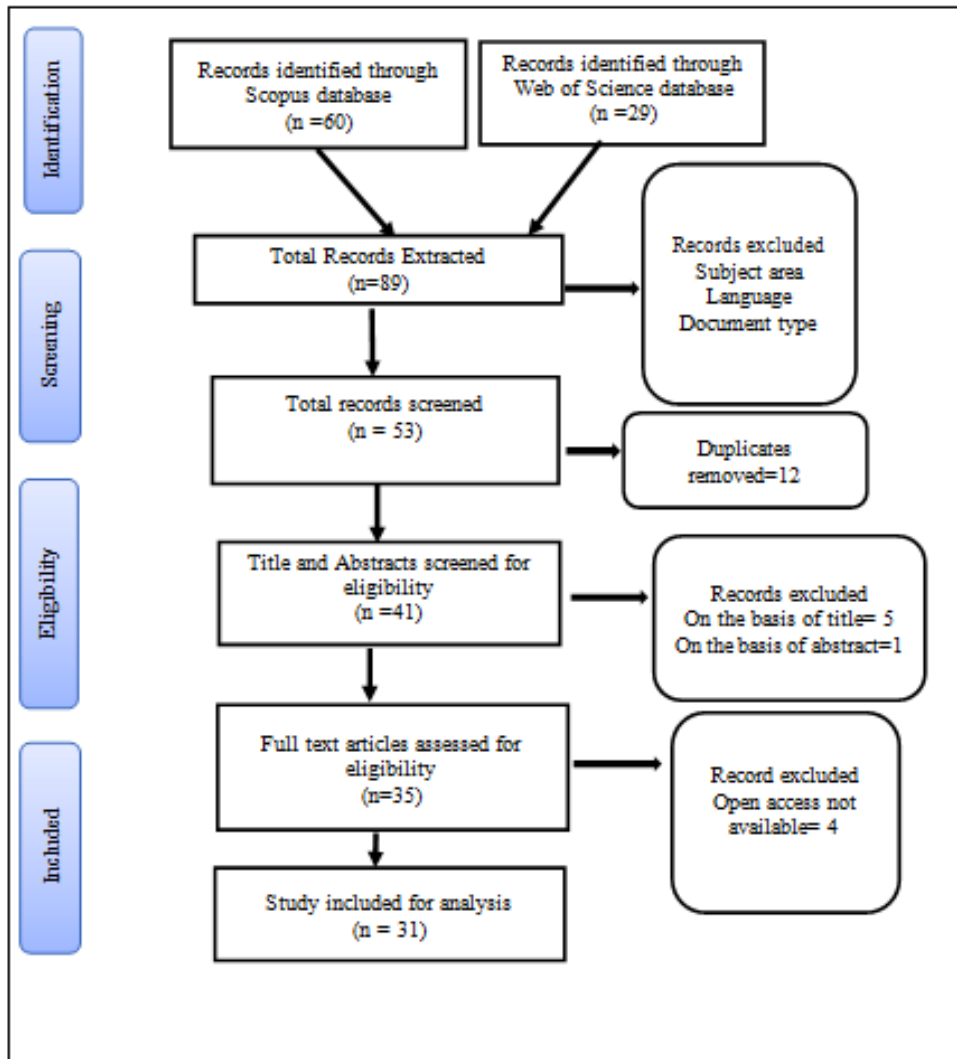 Identification
Records identified through
Scopus database
(n =60)
Records identified through
Web of Science database
(n =29)
Total Records Extracted
(n=89)
Records excluded
Subject area
Language
Document type
Screening
Total records screened
(n = 53)
Duplicates
removed=12
Eligibility
Title and Abstracts screened for
eligibility
(n =41)
Records excluded
On the basis of title= 5
On the basis of abstract=1
Full text articles assessed for
eligibility
(n=35)
Record excluded
Open access not
available= 4
Included
Study included for analysis
(n = 31)